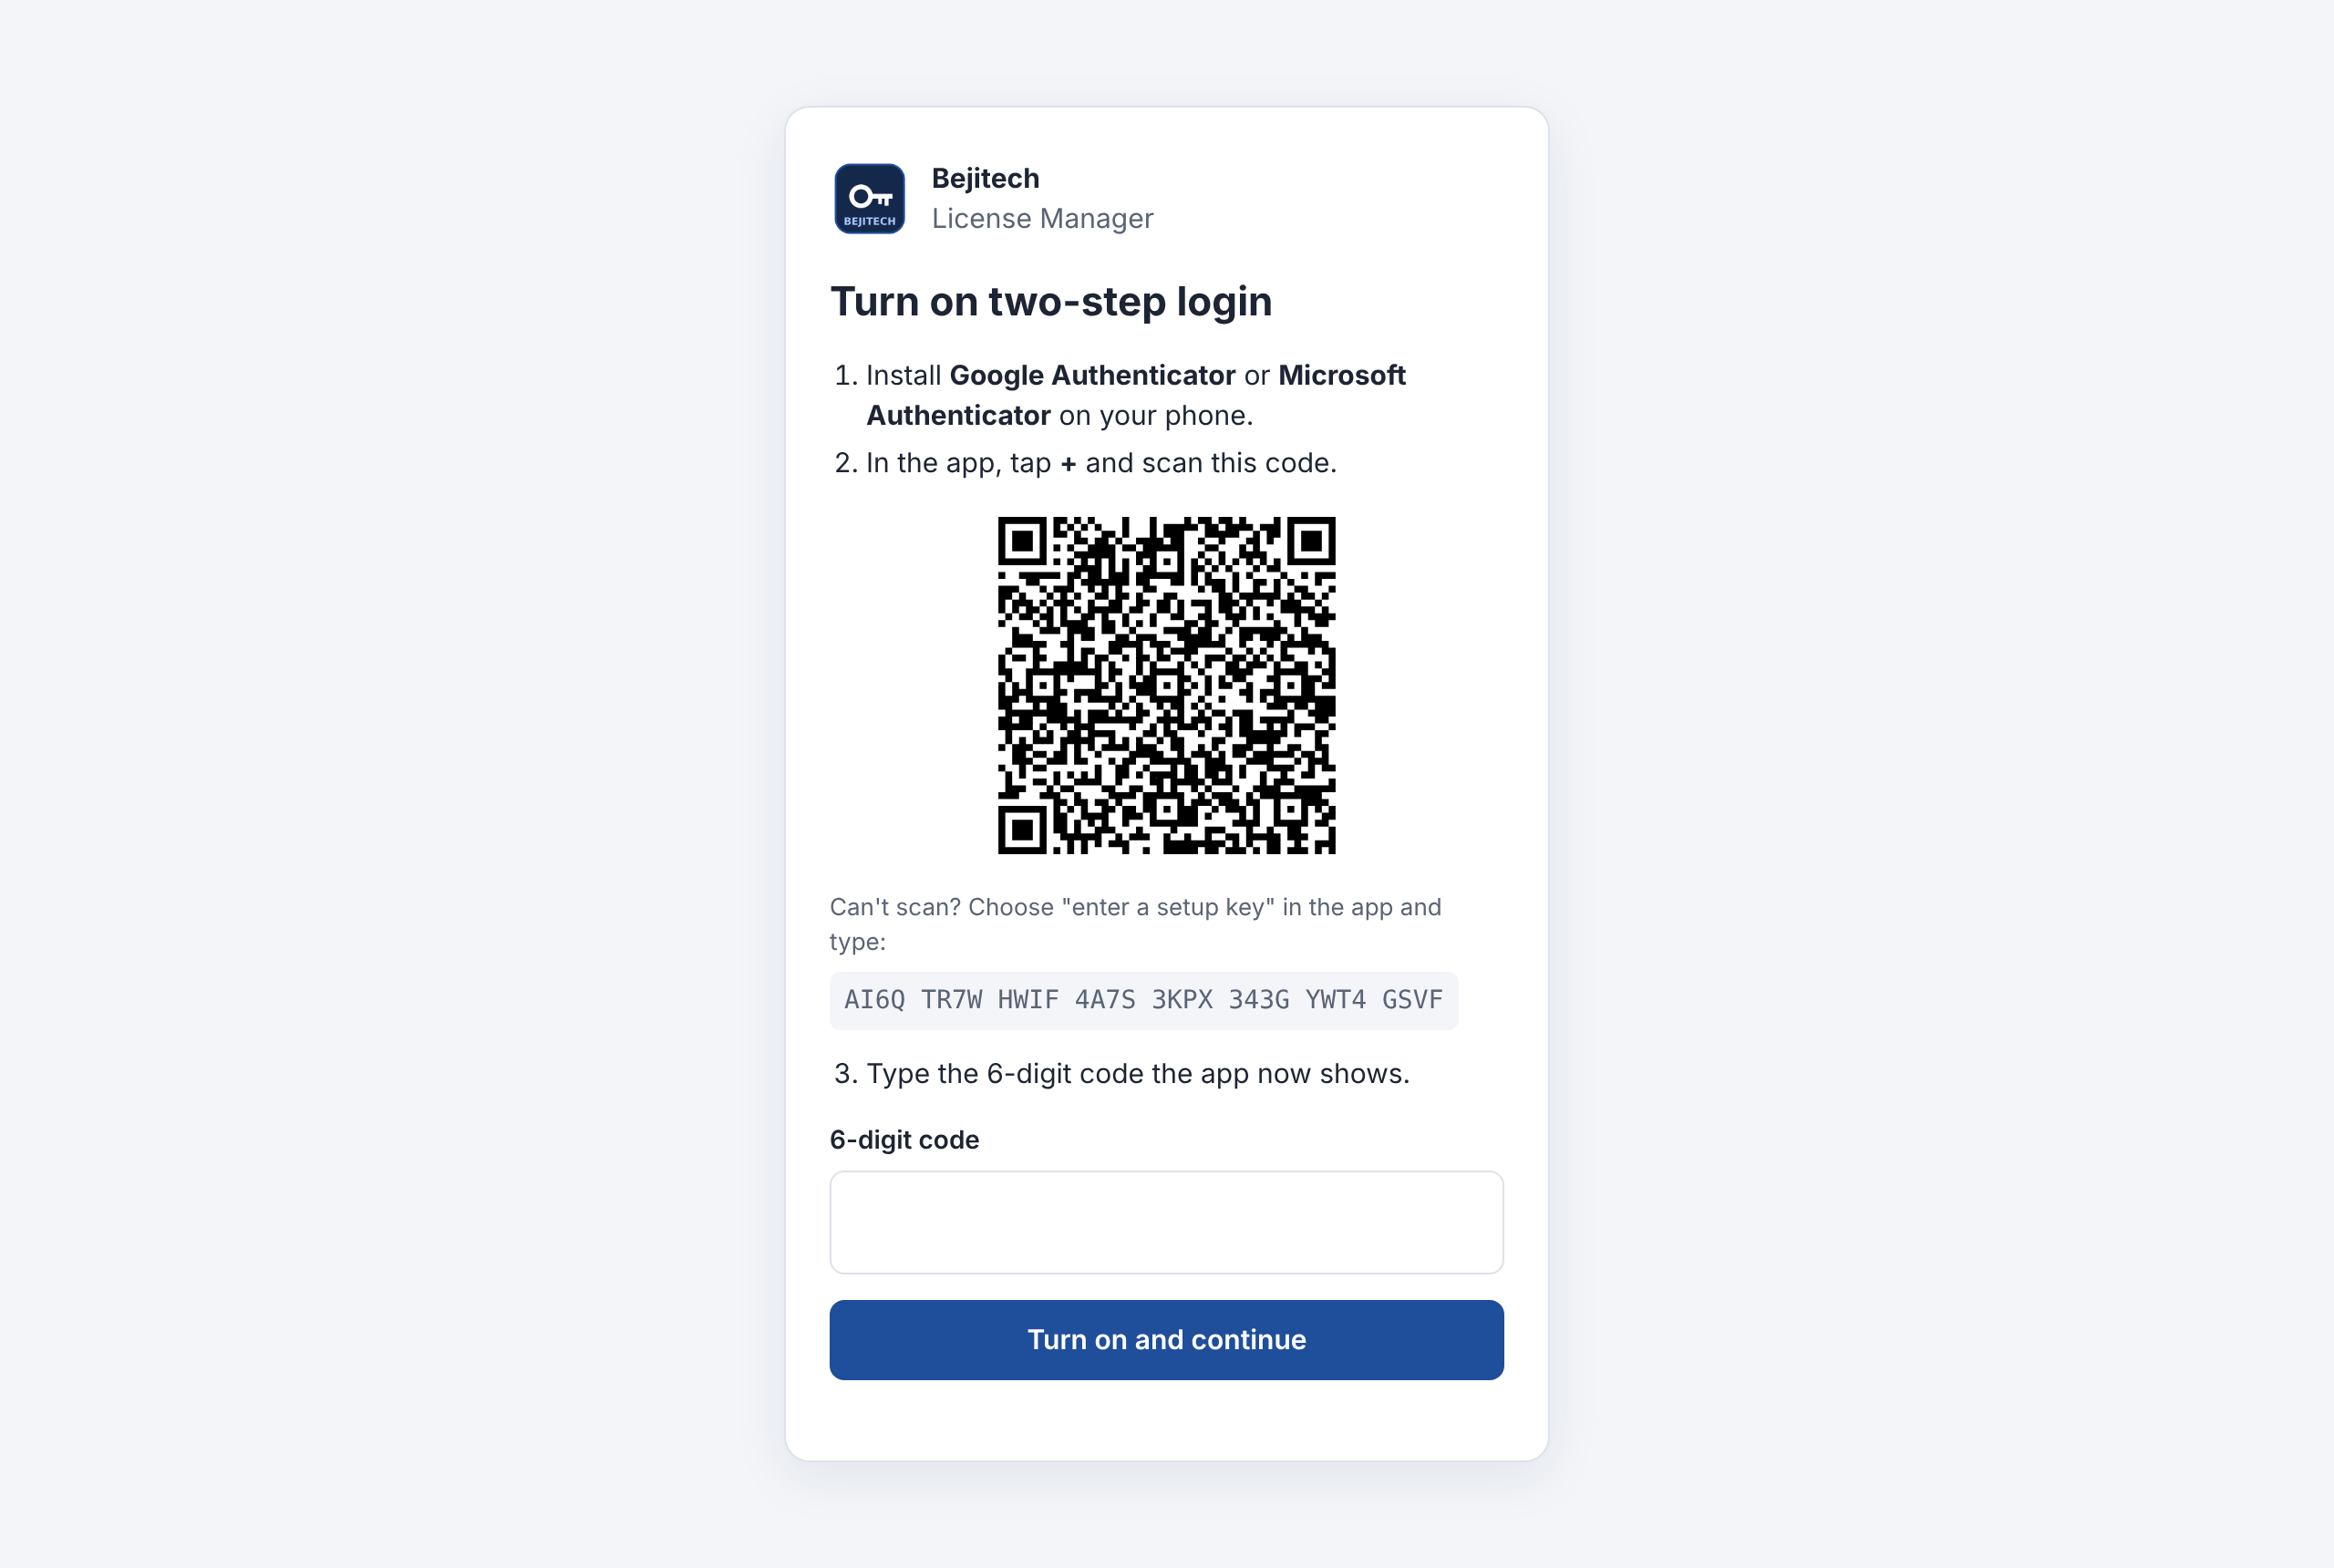 BEJITECH
Bejitech
License Manager
Turn on two-step login
1. Install Google Authenticator or Microsoft
Authenticator on your phone.
2. In the app, tap + and scan this code.
Can't scan? Choose "enter a setup key" in the app and
type:
AI6Q TR7W HWIF 4A7S 3KPX 343G YWT4 GSVF
3. Type the 6-digit code the app now shows.
6-digit code
Turn on and continue